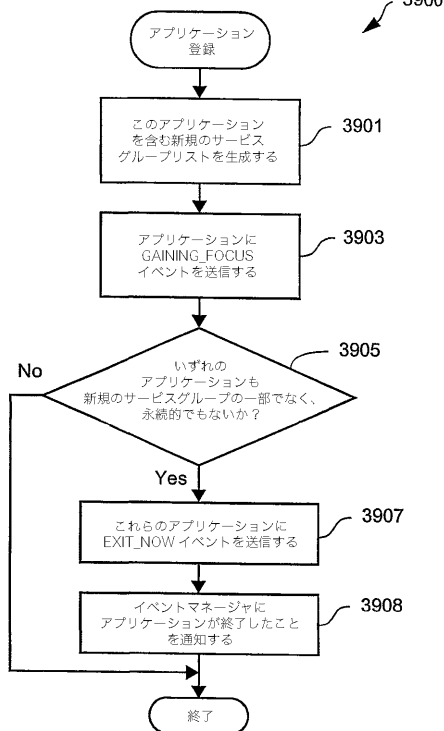 3900
アプリケーション
登録
このアプリケーション
を含む新規のサービス
グループリストを生成する
3901
アプリケーションに
GAINING_FOCUS
イベントを送信する
3903
いずれの
アプリケーションも
新規のサービスグループの一部でなく、
永続的でもないか？
3905
No
Yes
これらのアプリケーションに
EXIT_NOWイベントを送信する
3907
イベントマネージャに
アプリケーションが終了したこと
を通知する
3908
終了